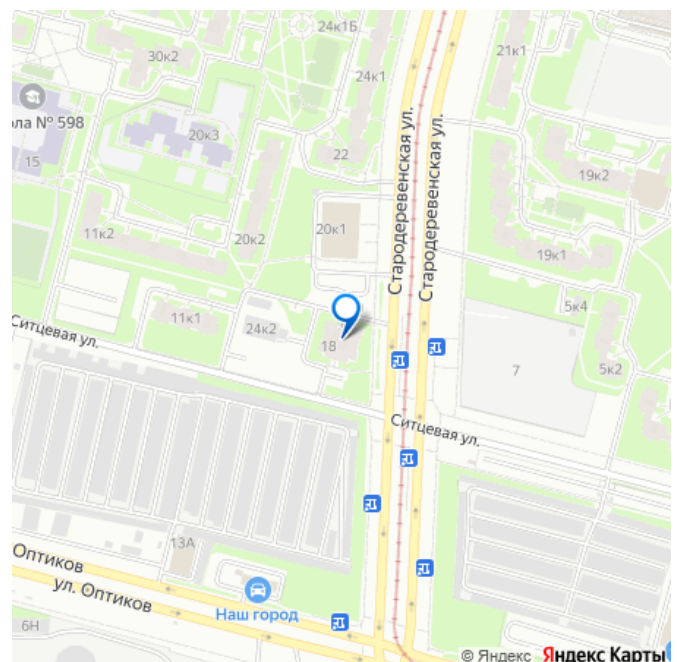 24к1Б
30к2
24к1
21к1
ола № 598
15
20к3
22
19к2
Стародеревенская ул.
Стародеревенская ул.
11к2
20к2
20к1
19к1
5к4
Ситцевая ул.
11к1
24к2
18
7
5к2
Ситцевая ул.
13А
Оптиков
ул. Оптиков
Наш город
6Н
© Яндекс Яндекс Карты